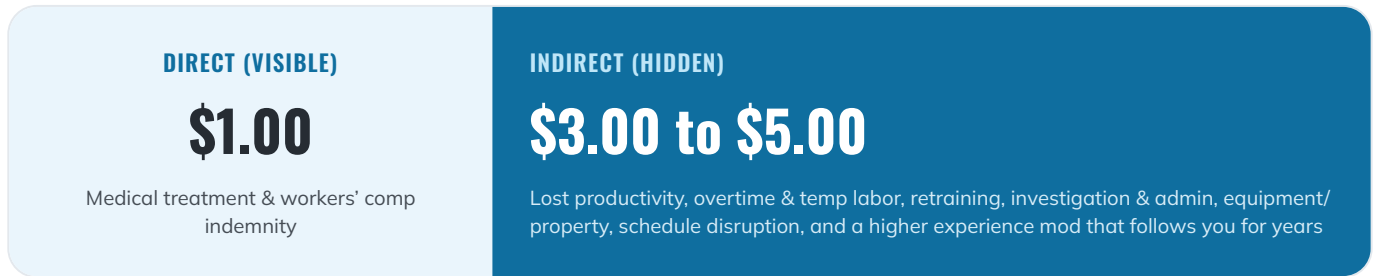 DIRECT (VISIBLE)
$1.00
Medical treatment & workers’ comp
indemnity
INDIRECT (HIDDEN)
$3.00 to $5.00
Lost productivity, overtime & temp labor, retraining, investigation & admin, equipment/
property, schedule disruption, and a higher experience mod that follows you for years